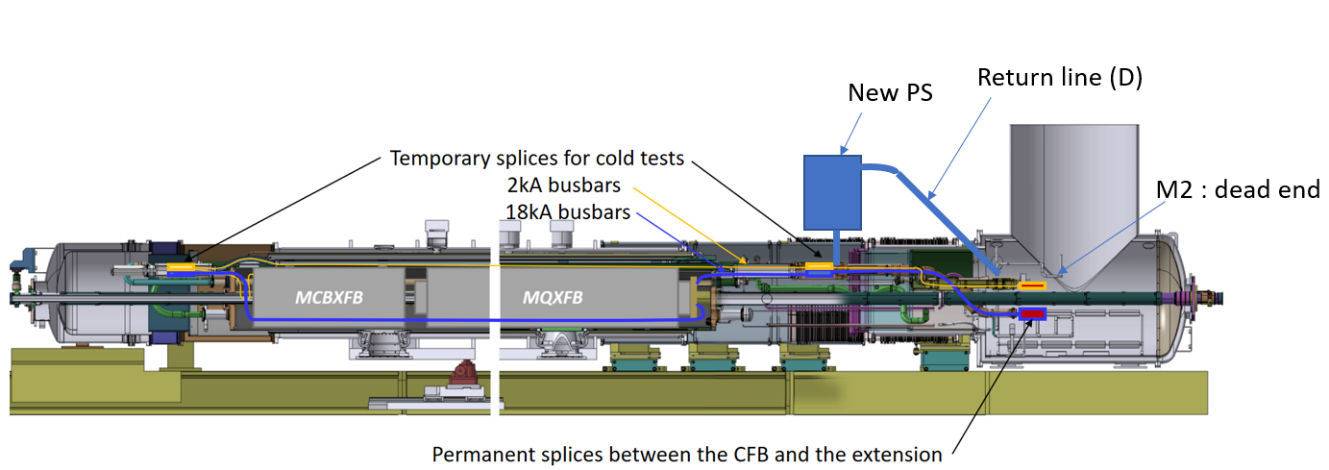 Return line (D)
New PS
Temporary splices for cold tests
2kA busbars
18kA busbars
M2 : dead end
MCBXFB
MQXFB
Permanent splices between the CFB and the extension